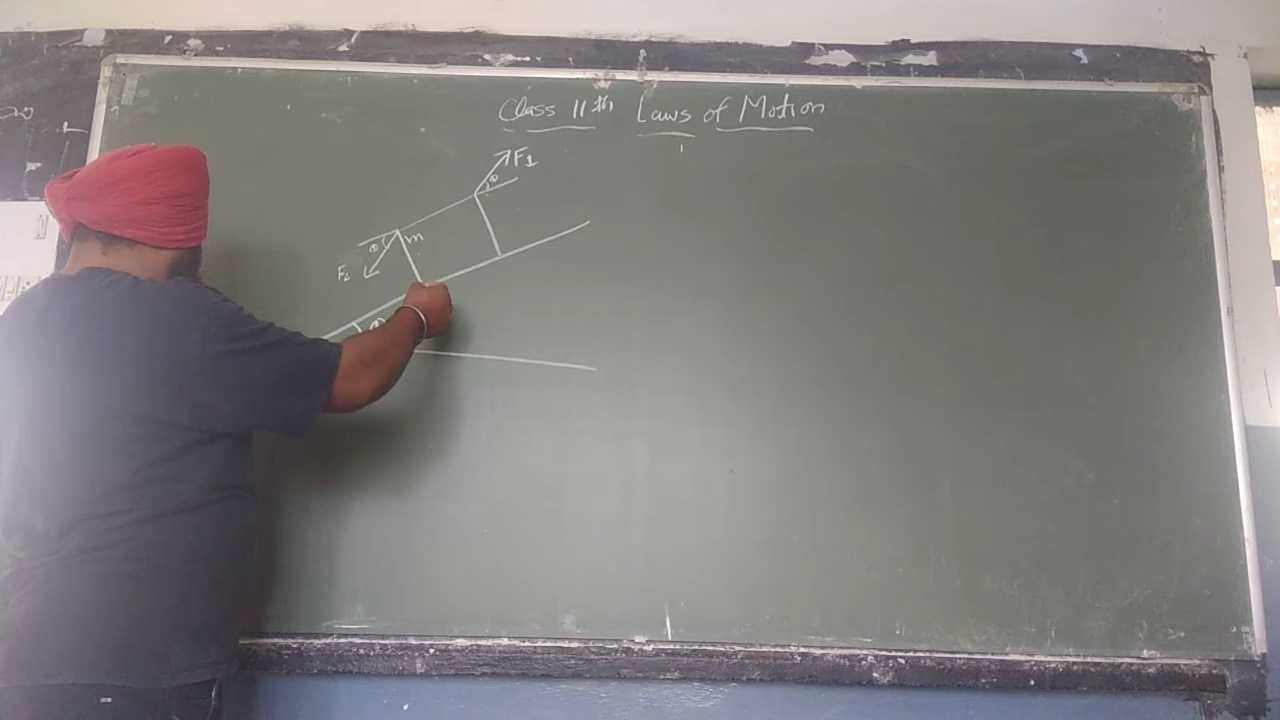 Class 11th Laws of Motion
F1
θ
m
θ
F2
θ